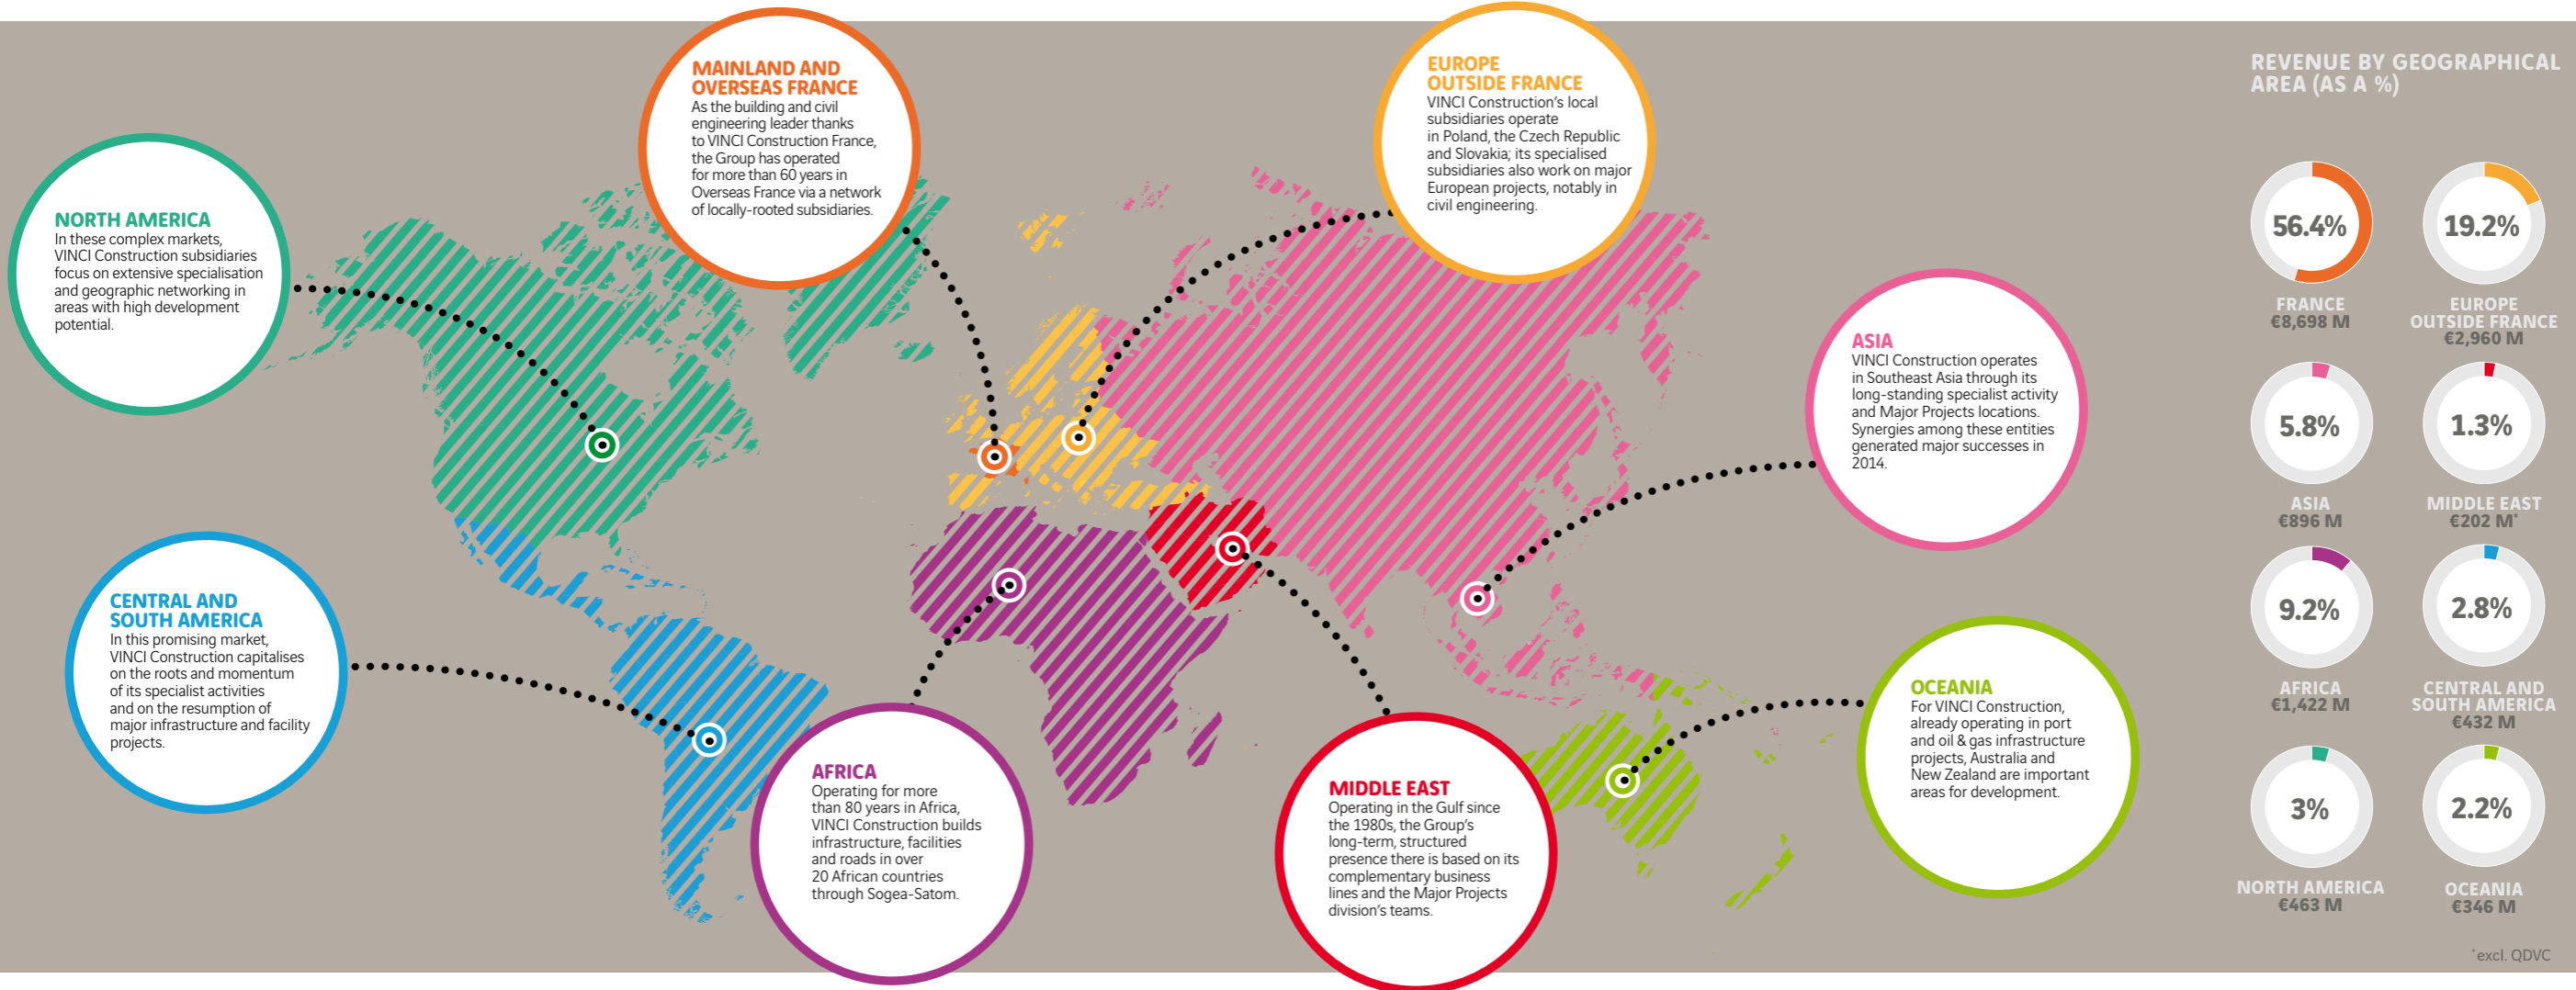 NORTH AMERICA
In these complex markets,
VINCI Construction subsidiaries
focus on extensive specialisation
and geographic networking in
areas with high development
potential.
MAINLAND AND
OVERSEAS FRANCE
As the building and civil
engineering leader thanks
to VINCI Construction France,
the Group has operated
for more than 60 years in
Overseas France via a network
of locally-rooted subsidiaries.
EUROPE
OUTSIDE FRANCE
VINCI Construction's local
subsidiaries operate
in Poland, the Czech Republic
and Slovakia; its specialised
subsidiaries also work on major
European projects, notably in
civil engineering.
ASIA
VINCI Construction operates
in Southeast Asia through its
long-standing specialist activity
and Major Projects locations.
Synergies among these entities
generated major successes in
2014.
CENTRAL AND
SOUTH AMERICA
In this promising market,
VINCI Construction capitalises
on the roots and momentum
of its specialist activities
and on the resumption of
major infrastructure and facility
projects.
AFRICA
Operating for more
than 80 years in Africa,
VINCI Construction builds
infrastructure, facilities
and roads in over
20 African countries
through Sogea-Satom.
MIDDLE EAST
Operating in the Gulf since
the 1980s, the Group's
long-term, structured
presence there is based on its
complementary business
lines and the Major Projects
division's teams.
OCEANIA
For VINCI Construction,
already operating in port
and oil & gas infrastructure
projects, Australia and
New Zealand are important
areas for development.
REVENUE BY GEOGRAPHICAL
AREA (AS A %)
56.4%
FRANCE
€8,698 M
19.2%
EUROPE
OUTSIDE FRANCE
€2,960 M
5.8%
ASIA
€896 M
1.3%
MIDDLE EAST
€202 M*
9.2%
AFRICA
€1,422 M
2.8%
CENTRAL AND
SOUTH AMERICA
€432 M
3%
NORTH AMERICA
€463 M
2.2%
OCEANIA
€346 M
*excl. QDVC